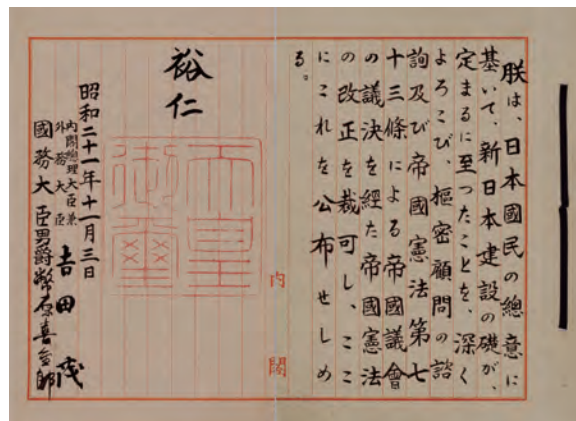 朕は、日本國民の總意に
基いて、新日本建設の礎が、
定まるに至つたことを、深く
よろこび、樞密顧問の諮
詢及び帝國憲法第七
十三條による帝國議會
の議決を経た帝國憲法
の改正を裁可し、ここ
にこれを公布せしめ
る。
裕仁
天皇
御璽
昭和二十一年十一月三日
内閣總理大臣兼
外務大臣
吉田茂
國務大臣男爵幣原喜重郎
内閣